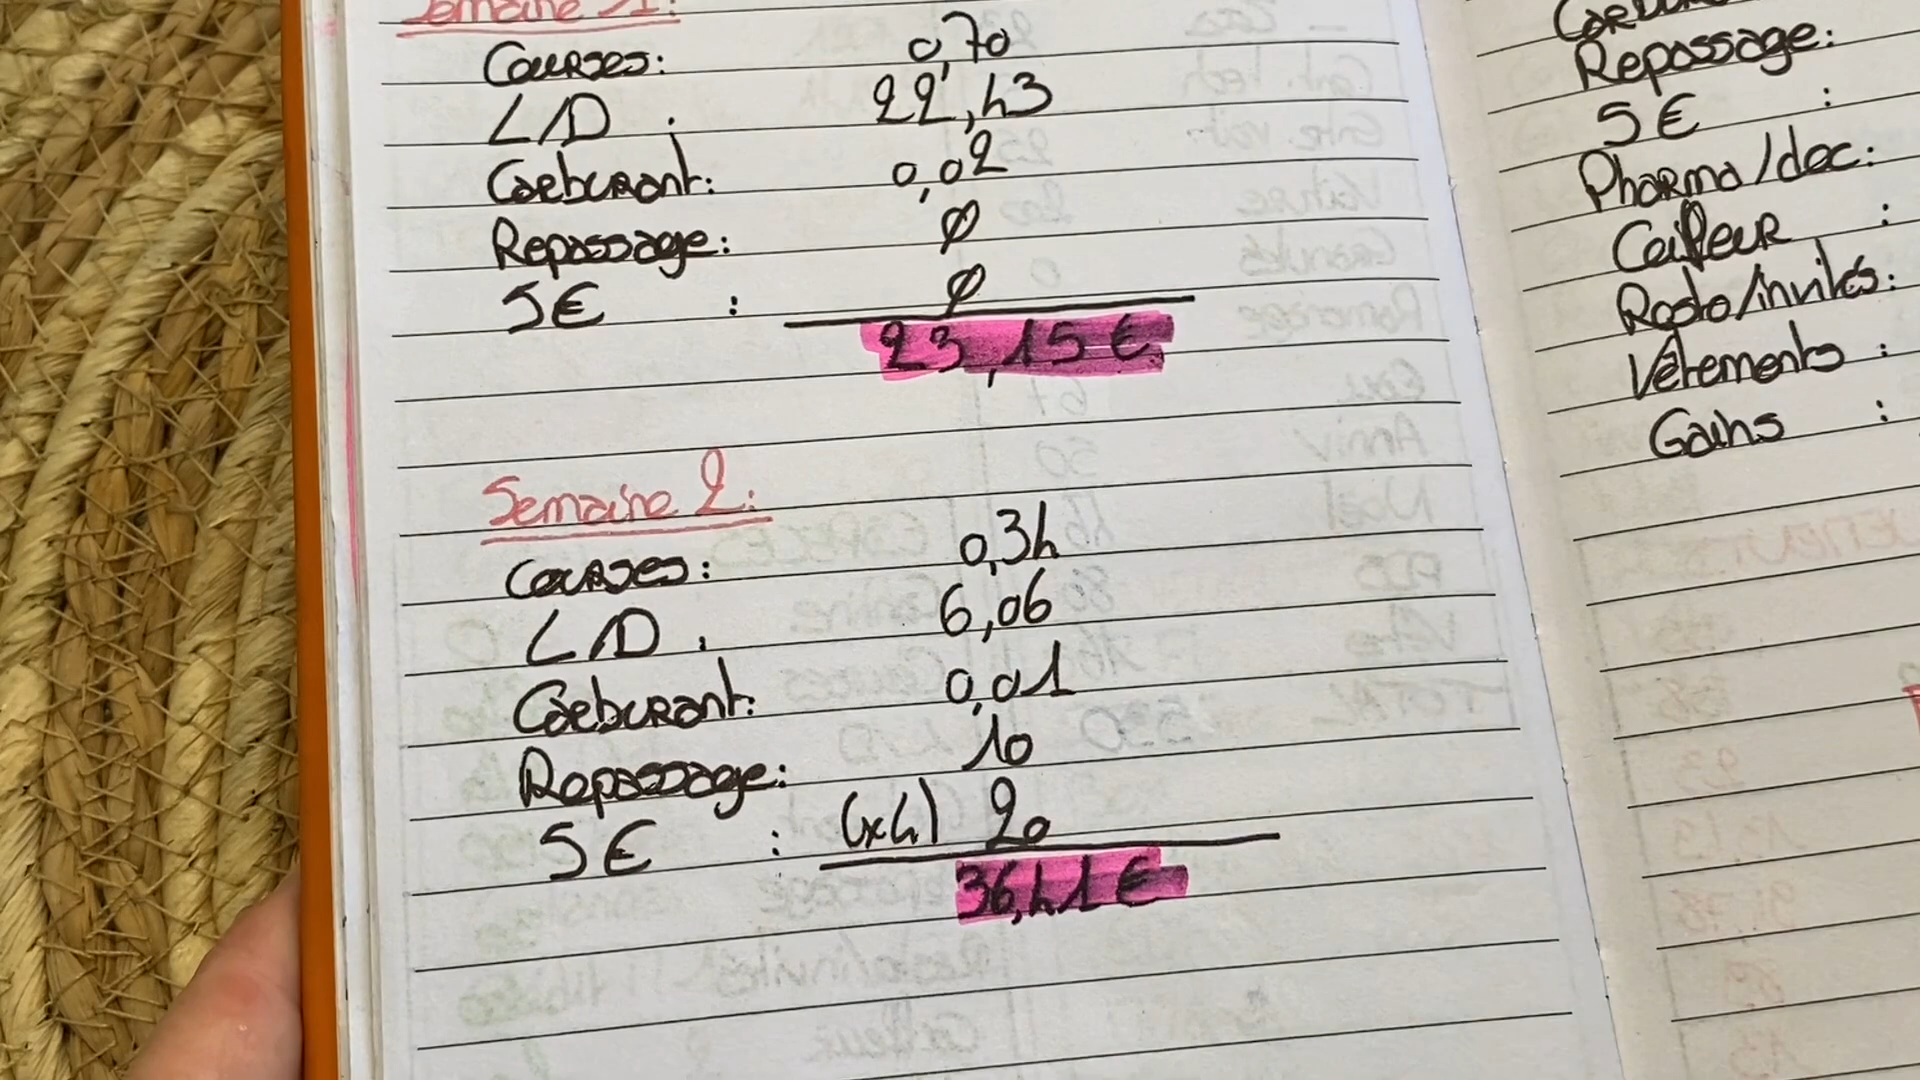 Semaine 1:
Courses: 0,70
L/D : 22,43
Carburant: 0,02
Repassage: Ø
5€ : Ø
23,15€
Semaine 2:
Courses: 0,34
L/D : 6,06
Carburant: 0,01
Repassage: 10
5€ : (x4) 20
36,41€
Repassage:
5€ :
Pharma/doc:
Coiffeur :
Resto/invités:
Vêtements :
Gains :